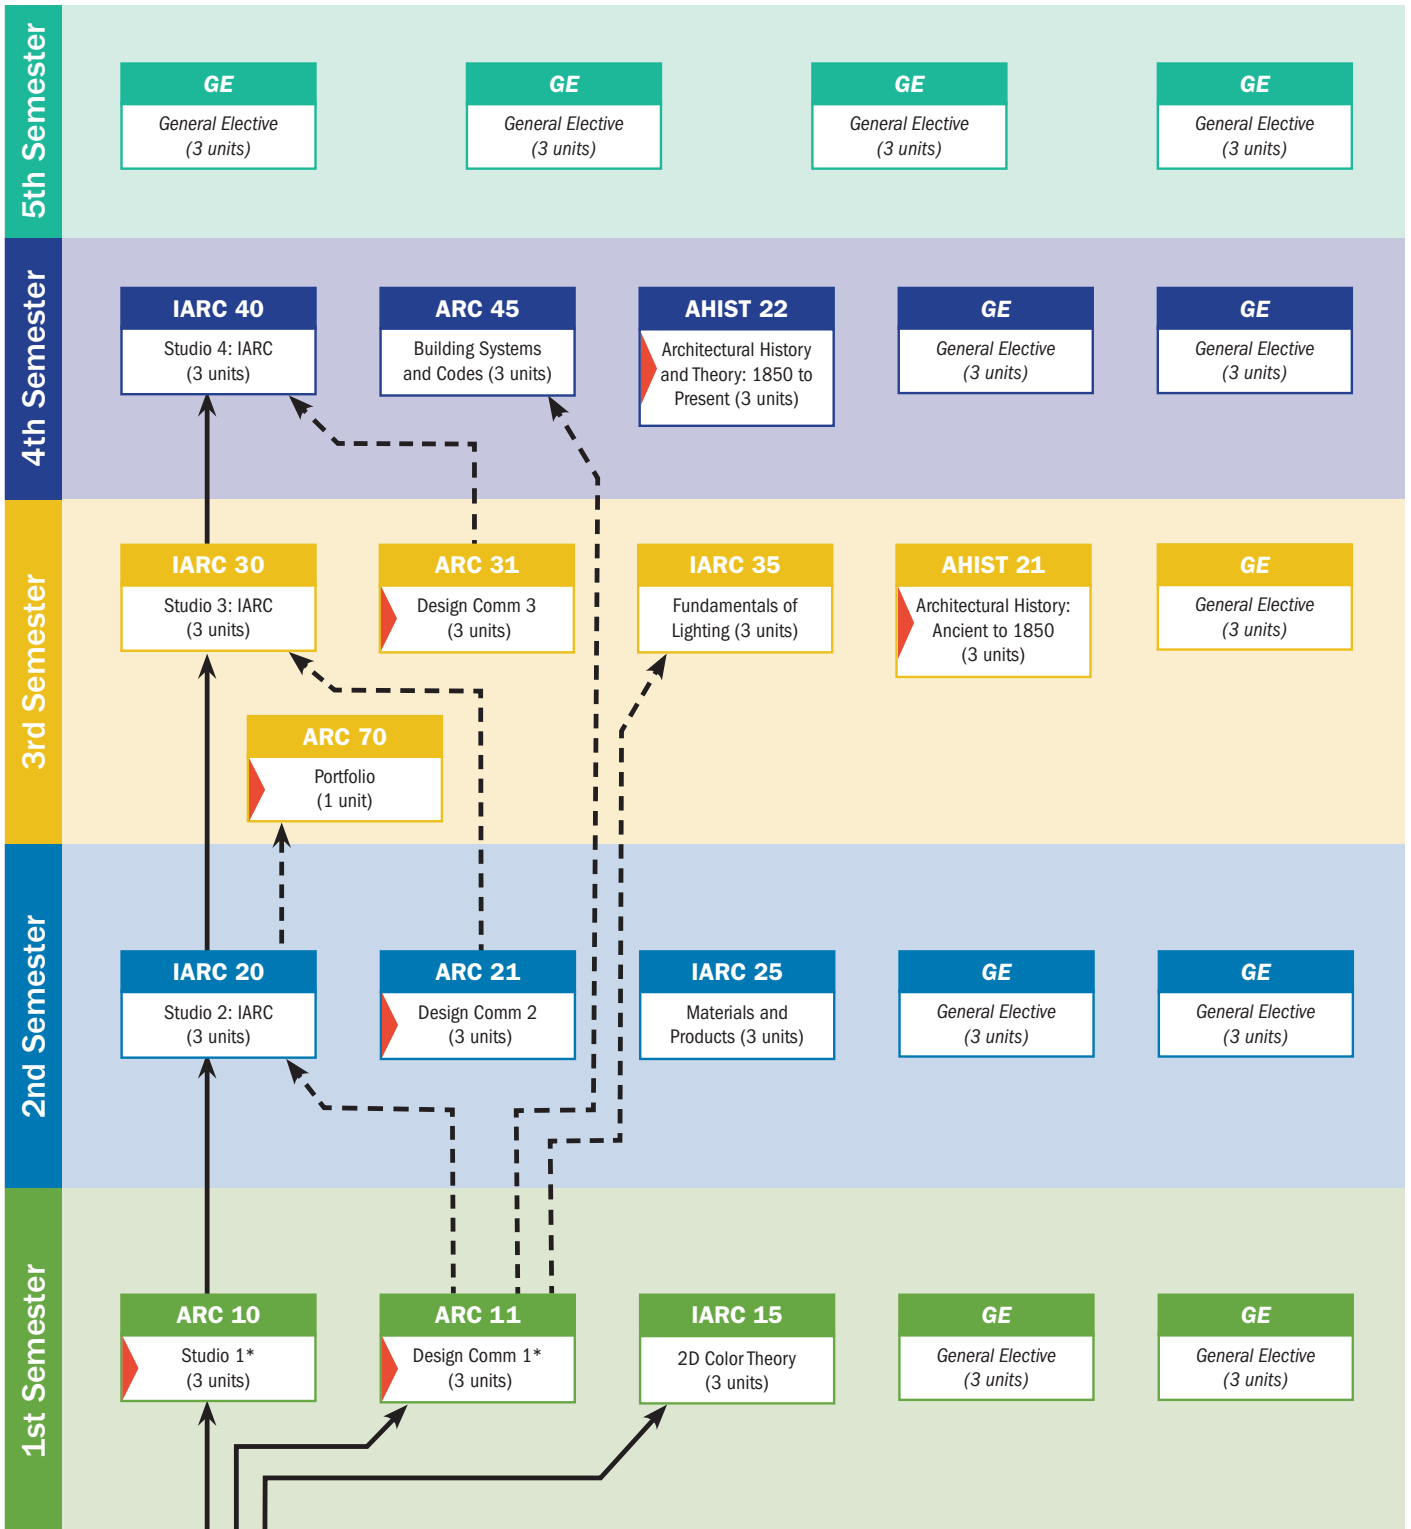 5th Semester
GE
General Elective
(3 units)
GE
General Elective
(3 units)
GE
General Elective
(3 units)
GE
General Elective
(3 units)
4th Semester
IARC 40
Studio 4: IARC
(3 units)
ARC 45
Building Systems
and Codes (3 units)
AHIST 22
Architectural History
and Theory: 1850 to
Present (3 units)
GE
General Elective
(3 units)
GE
General Elective
(3 units)
3rd Semester
IARC 30
Studio 3: IARC
(3 units)
ARC 31
Design Comm 3
(3 units)
IARC 35
Fundamentals of
Lighting (3 units)
AHIST 21
Architectural History:
Ancient to 1850
(3 units)
GE
General Elective
(3 units)
ARC 70
Portfolio
(1 unit)
2nd Semester
IARC 20
Studio 2: IARC
(3 units)
ARC 21
Design Comm 2
(3 units)
IARC 25
Materials and
Products (3 units)
GE
General Elective
(3 units)
GE
General Elective
(3 units)
1st Semester
ARC 10
Studio 1*
(3 units)
ARC 11
Design Comm 1*
(3 units)
IARC 15
2D Color Theory
(3 units)
GE
General Elective
(3 units)
GE
General Elective
(3 units)